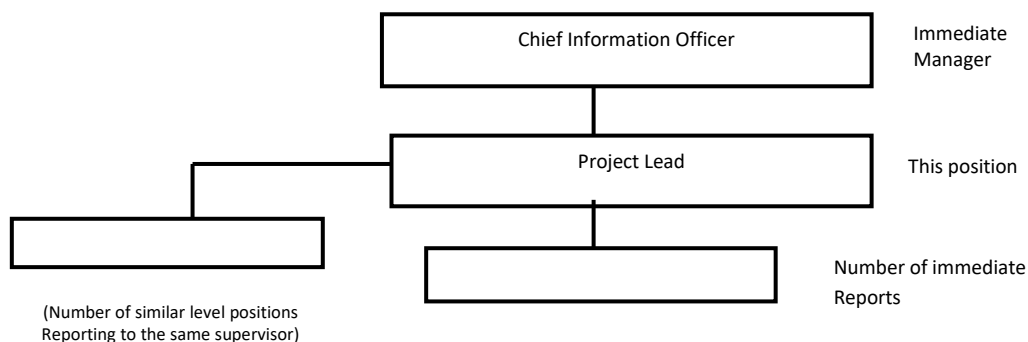 Chief Information Officer
Immediate
Manager
Project Lead
This position
Number of immediate
Reports
(Number of similar level positions
Reporting to the same supervisor)